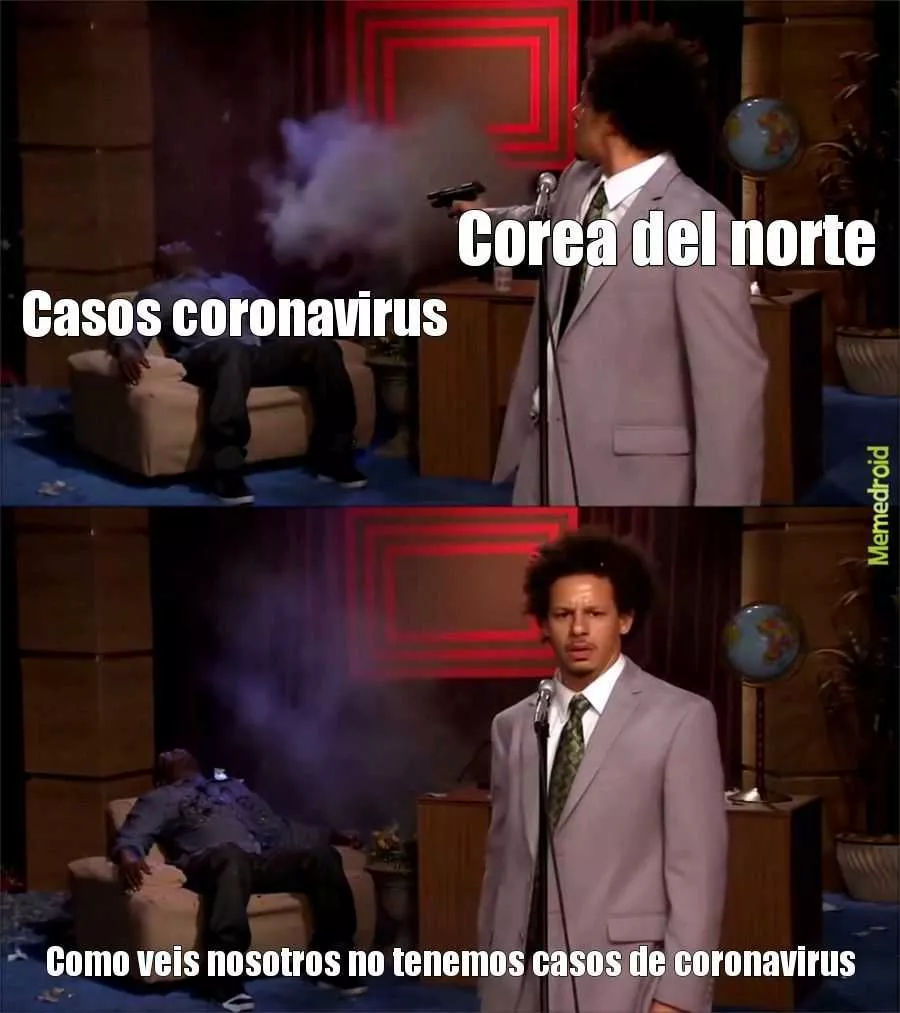 Corea del norte
Casos coronavirus
Memedroid
Como veis nosotros no tenemos casos de coronavirus